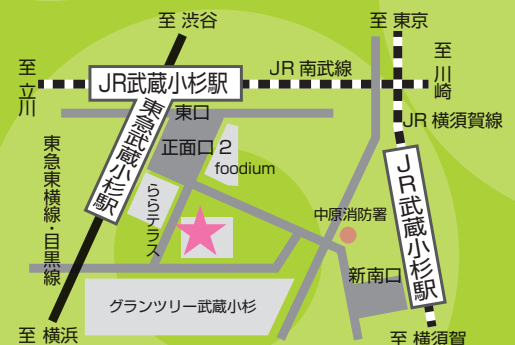 至 渋谷
至 東京
至 立川
JR武蔵小杉駅
JR 南武線
至 川崎
東口
JR 横須賀線
東急武蔵小杉駅
正面口 2
foodium
東急東横線・目黒線
ららテラス
JR武蔵小杉駅
中原消防署
新南口
グランツリー武蔵小杉
至 横浜
至 横須賀